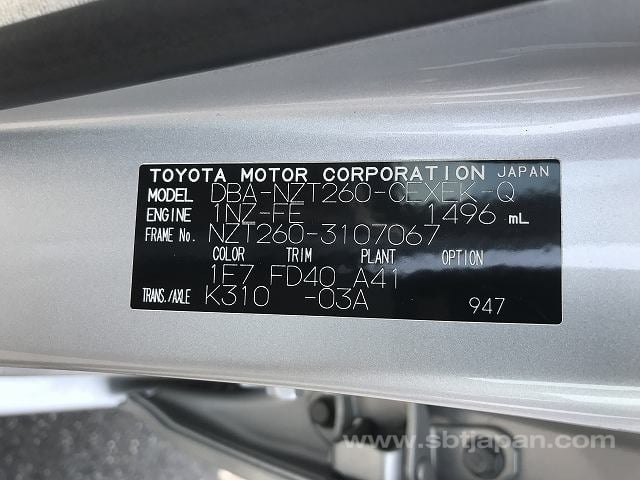 TOYOTA MOTOR CORPORATION JAPAN
MODEL DBA-NZT260-CEXEK-Q
ENGINE 1NZ-FE 1496 mL
FRAME No. NZT260-3107067
COLOR TRIM PLANT OPTION
1F7 FD40 A41
TRANS./AXLE K310 -03A 947
www.sbtjapan.com